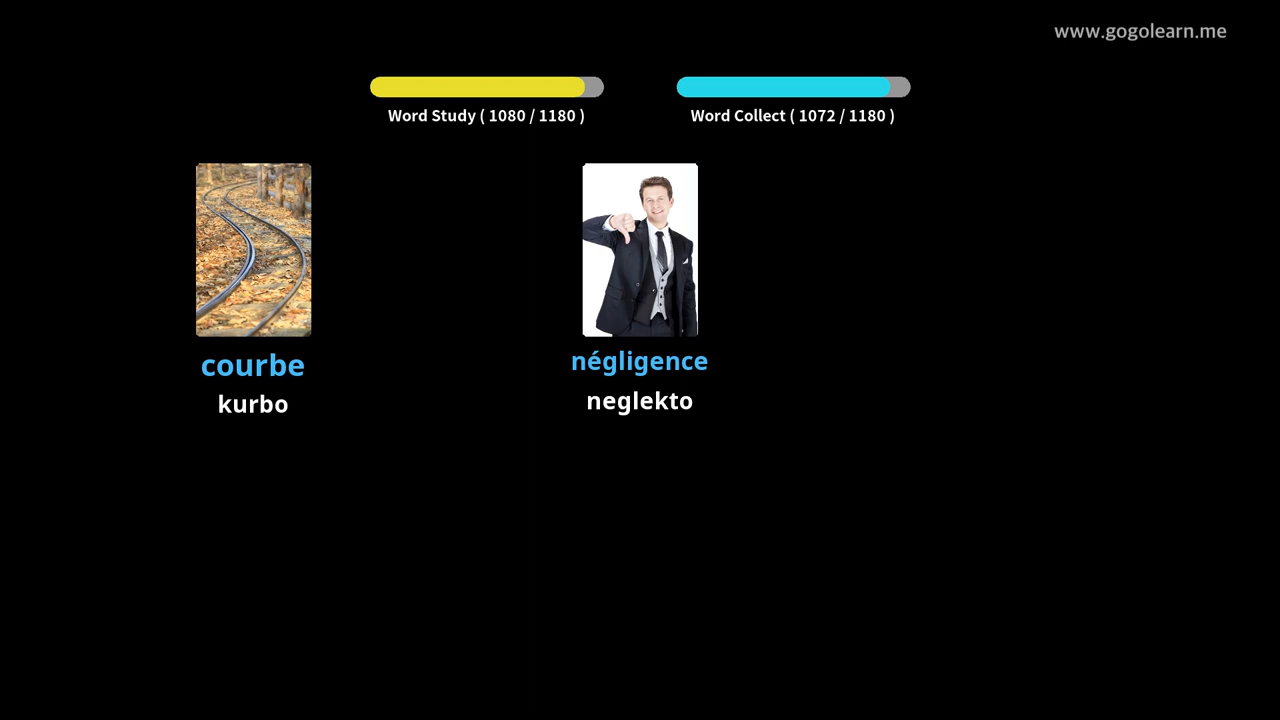 www.gogolearn.me
Word Study ( 1080 / 1180 )
Word Collect ( 1072 / 1180 )
courbe
kurbo
négligence
neglekto